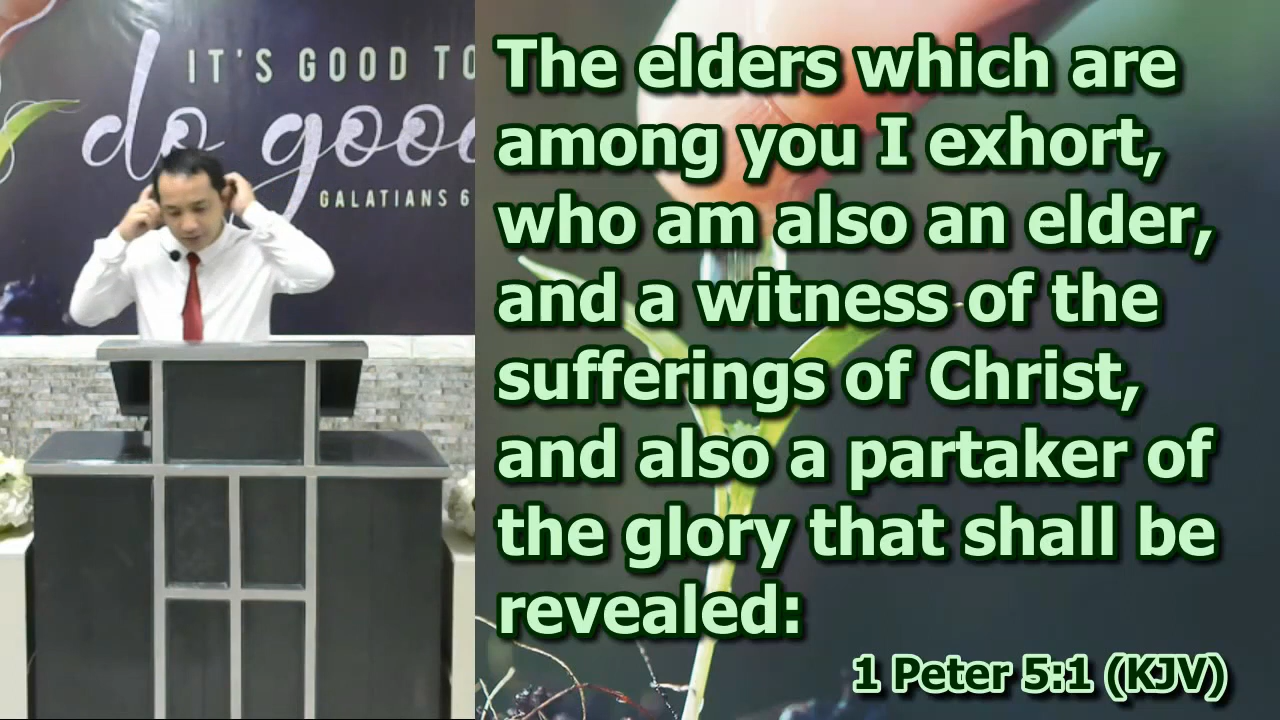 IT'S GOOD TO
do good
GALATIANS 6
The elders which are
among you I exhort,
who am also an elder,
and a witness of the
sufferings of Christ,
and also a partaker of
the glory that shall be
revealed:
1 Peter 5:1 (KJV)